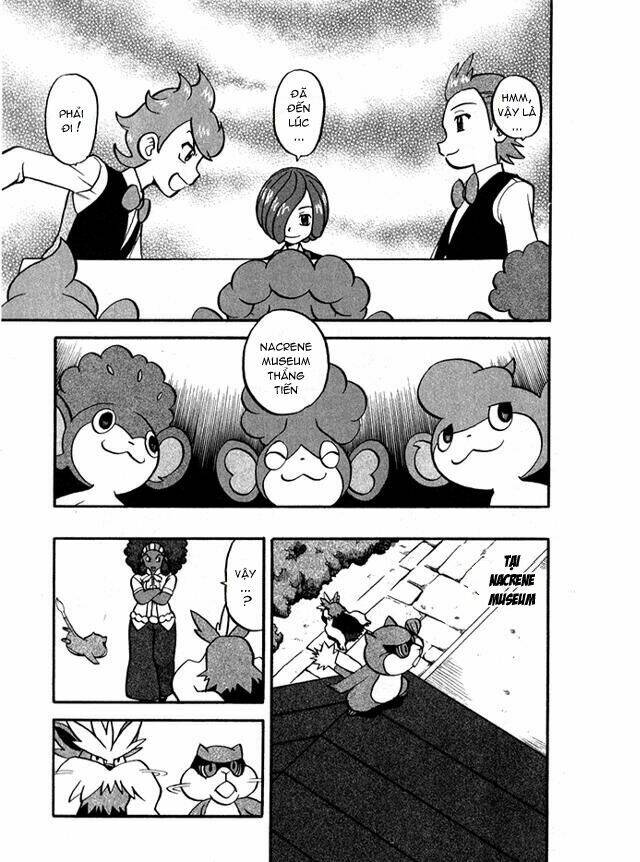 HMM,
VẬY LÀ
...
ĐÃ
ĐẾN
LÚC
...
PHẢI
ĐI !
NACRENE
MUSEUM
THẲNG
TIẾN
TẠI
NACRENE
MUSEUM
VẬY
...
?